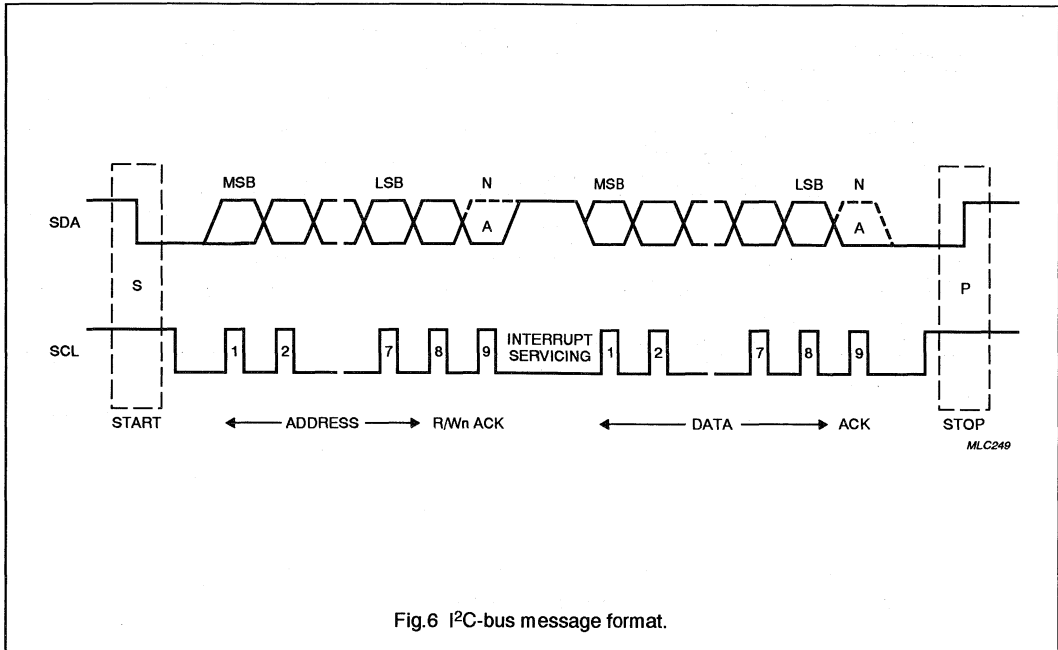 MSB LSB N MSB LSB N
SDA A A
S P
SCL 1 2 7 8 9 INTERRUPT SERVICING 1 2 7 8 9
START ADDRESS R/Wn ACK DATA ACK STOP
MLC249
Fig.6 I²C-bus message format.